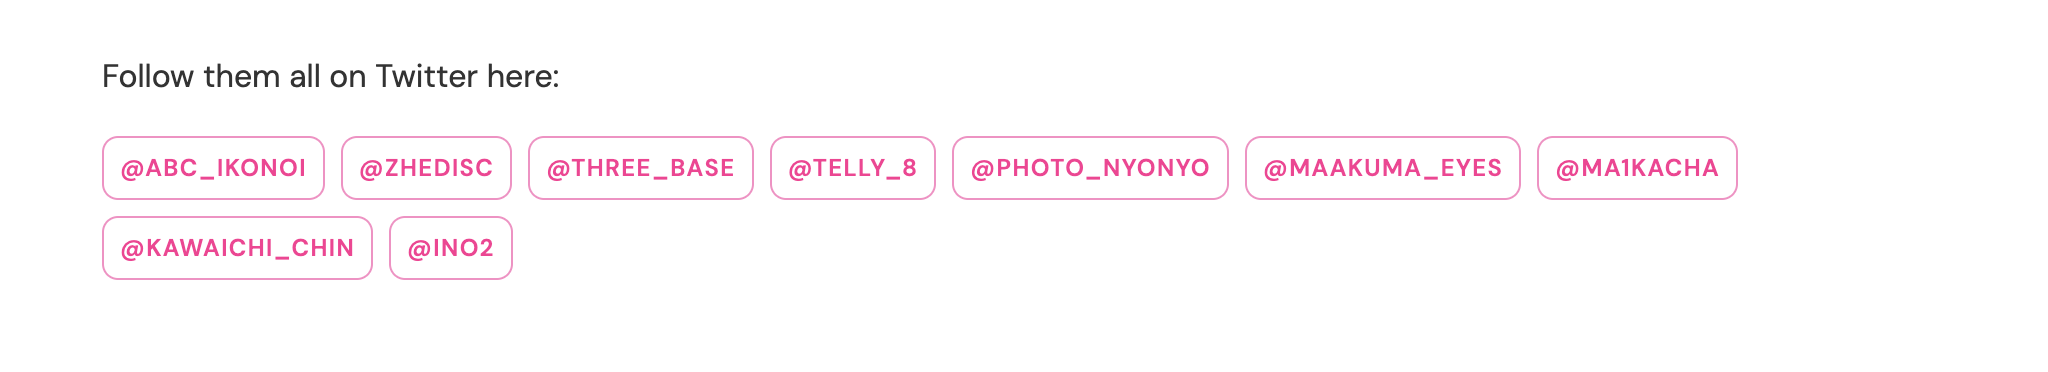 Follow them all on Twitter here:
@ABC_IKONOI @ZHEDISC @THREE_BASE @TELLY_8 @PHOTO_NYONYO @MAAKUMA_EYES @MA1KACHA
@KAWAICHI_CHIN @INO2